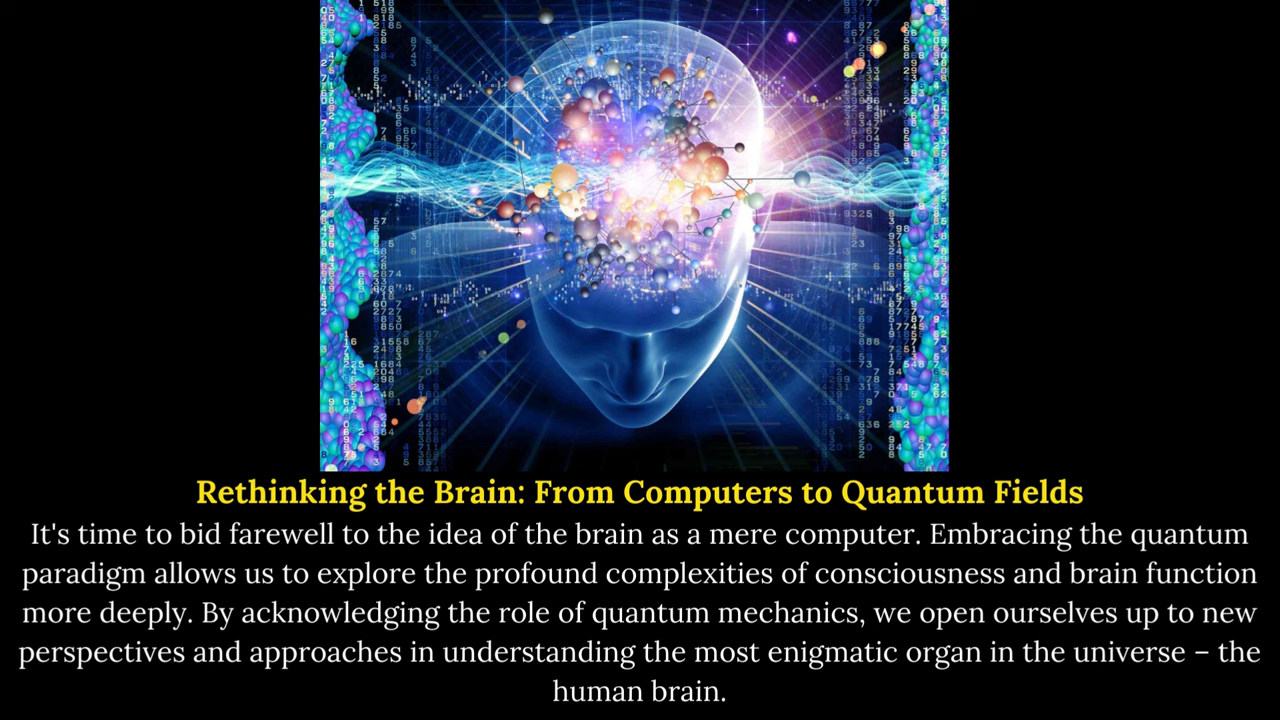 Rethinking the Brain: From Computers to Quantum Fields
It's time to bid farewell to the idea of the brain as a mere computer. Embracing the quantum
paradigm allows us to explore the profound complexities of consciousness and brain function
more deeply. By acknowledging the role of quantum mechanics, we open ourselves up to new
perspectives and approaches in understanding the most enigmatic organ in the universe – the
human brain.